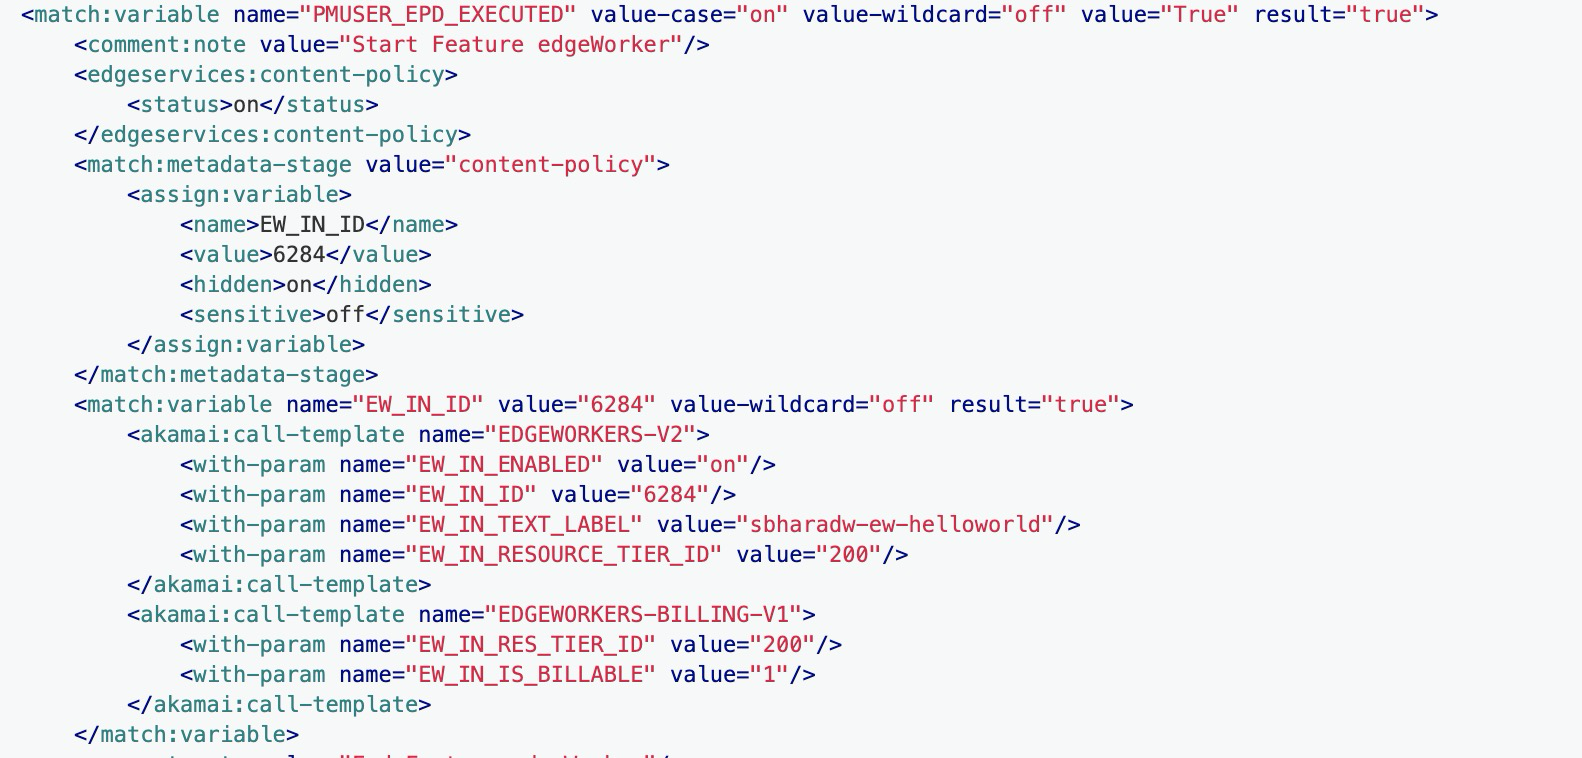 <match:variable name="PMUSER_EPD_EXECUTED" value-case="on" value-wildcard="off" value="True" result="true">
<comment:note value="Start Feature edgeWorker"/>
<edgeservices:content-policy>
<status>on</status>
</edgeservices:content-policy>
<match:metadata-stage value="content-policy">
<assign:variable>
<name>EW_IN_ID</name>
<value>6284</value>
<hidden>on</hidden>
<sensitive>off</sensitive>
</assign:variable>
</match:metadata-stage>
<match:variable name="EW_IN_ID" value="6284" value-wildcard="off" result="true">
<akamai:call-template name="EDGEWORKERS-V2">
<with-param name="EW_IN_ENABLED" value="on"/>
<with-param name="EW_IN_ID" value="6284"/>
<with-param name="EW_IN_TEXT_LABEL" value="sbharadw-ew-helloworld"/>
<with-param name="EW_IN_RESOURCE_TIER_ID" value="200"/>
</akamai:call-template>
<akamai:call-template name="EDGEWORKERS-BILLING-V1">
<with-param name="EW_IN_RES_TIER_ID" value="200"/>
<with-param name="EW_IN_IS_BILLABLE" value="1"/>
</akamai:call-template>
</match:variable>